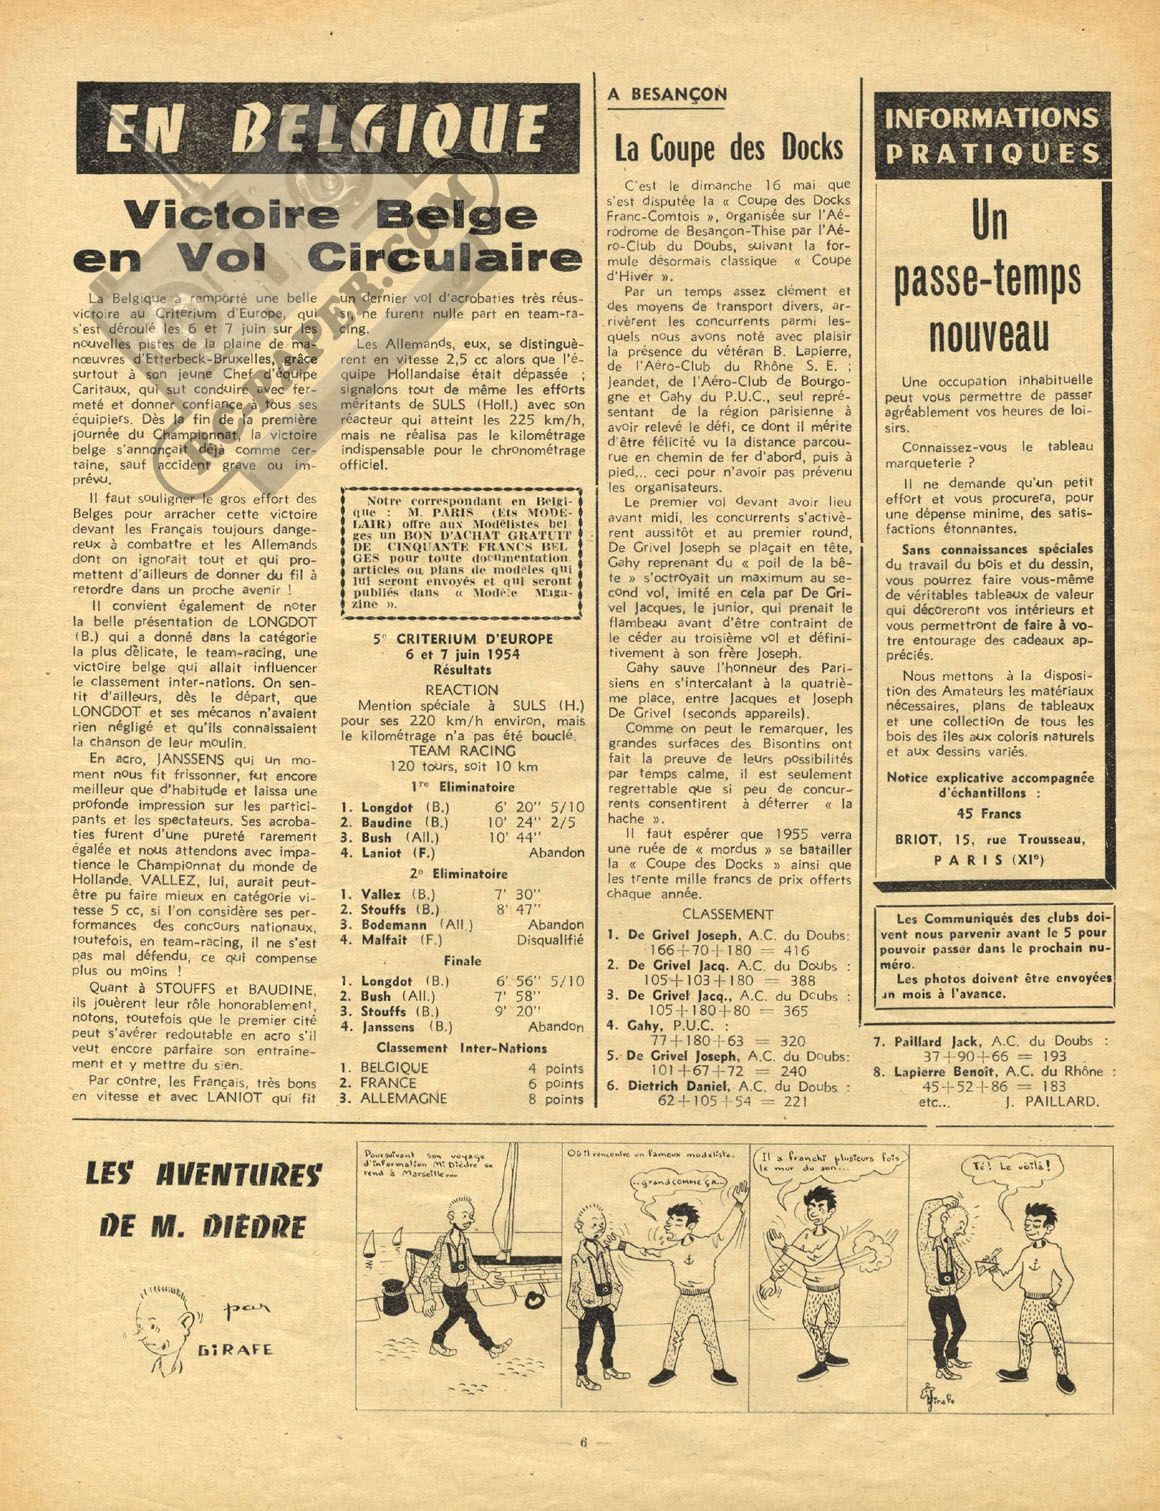 EN BELGIQUE
Victoire Belge
en Vol Circulaire
La Belgique a remporté une belle
victoire au Criterium d'Europe, qui
s'est déroulé les 6 et 7 juin sur les
nouvelles pistes de la plaine de ma-
nœuvres d'Etterbeck-Bruxelles, grâce
surtout à son jeune Chef d'équipe
Caritaux, qui sut conduire avec fer-
meté et donner confiance à tous ses
équipiers. Dès la fin de la première
journée du Championnat, la victoire
belge s'annonçait déjà comme cer-
taine, sauf accident grave ou im-
prévu.
Il faut souligner le gros effort des
Belges pour arracher cette victoire
devant les Français toujours dange-
reux à combattre et les Allemands
dont on ignorait tout et qui pro-
mettent d'ailleurs de donner du fil à
retordre dans un proche avenir !
Il convient également de noter
la belle présentation de LONGDOT
(B.) qui a donné dans la catégorie
la plus délicate, le team-racing, une
victoire belge qui allait influencer
le classement inter-nations. On sen-
tit d'ailleurs, dès le départ, que
LONGDOT et ses mécanos n'avaient
rien négligé et qu'ils connaissaient
la chanson de leur moulin.
En acro, JANSSENS qui un mo-
ment nous fit frissonner, fut encore
meilleur que d'habitude et laissa une
profonde impression sur les partici-
pants et les spectateurs. Ses acroba-
ties furent d'une pureté rarement
égalée et nous attendons avec impa-
tience le Championnat du monde de
Hollande. VALLEZ, lui, aurait peut-
être pu faire mieux en catégorie vi-
tesse 5 cc, si l'on considère ses per-
formances des concours nationaux,
toutefois, en team-racing, il ne s'est
pas mal défendu, ce qui compense
plus ou moins !
Quant à STOUFFS et BAUDINE,
ils jouèrent leur rôle honorablement,
notons, toutefois que le premier cité
peut s'avérer redoutable en acro s'il
veut encore parfaire son entraîne-
ment et y mettre du sien.
Par contre, les Français, très bons
en vitesse et avec LANIOT qui fit
un dernier vol d'acrobaties très réus-
si, ne furent nulle part en team-ra-
cing.
Les Allemands, eux, se distinguè-
rent en vitesse 2,5 cc alors que l'é-
quipe Hollandaise était dépassée ;
signalons tout de même les efforts
méritants de SULS (Holl.) avec son
réacteur qui atteint les 225 km/h,
mais ne réalisa pas le kilométrage
indispensable pour le chronométrage
officiel.
Notre correspondant en Belgi-
que : M. PARIS (Ets MODE-
LAIR) offre aux Modélistes bel-
ges un BON D'ACHAT GRATUIT
DE CINQUANTE FRANCS BEL-
GES pour toute documentation
articles ou plans de modèles qui
lui seront envoyés et qui seront
publiés dans « Modèle Maga-
zine ».
5e CRITERIUM D'EUROPE
6 et 7 juin 1954
Résultats
REACTION
Mention spéciale à SULS (H.)
pour ses 220 km/h environ, mais
le kilométrage n'a pas été bouclé.
TEAM RACING
120 tours, soit 10 km
1re Eliminatoire
1. Longdot (B.) 6' 20'' 5/10
2. Baudine (B.) 10' 24'' 2/5
3. Bush (All.) 10' 44''
4. Laniot (F.) Abandon
2e Eliminatoire
1. Vallez (B.) 7' 30''
2. Stouffs (B.) 8' 47''
3. Bodemann (All.) Abandon
4. Malfait (F.) Disqualifié
Finale
1. Longdot (B.) 6' 56'' 5/10
2. Bush (All.) 7' 58''
3. Stouffs (B.) 9' 20''
4. Janssens (B.) Abandon
Classement Inter-Nations
1. BELGIQUE 4 points
2. FRANCE 6 points
3. ALLEMAGNE 8 points
A BESANÇON
La Coupe des Docks
C'est le dimanche 16 mai que
s'est disputée la « Coupe des Docks
Franc-Comtois », organisée sur l'Aé-
rodrome de Besançon-Thise par l'Aé-
ro-Club du Doubs, suivant la for-
mule désormais classique « Coupe
d'Hiver ».
Par un temps assez clément et
des moyens de transport divers, ar-
rivèrent les concurrents parmi les-
quels nous avons noté avec plaisir
la présence du vétéran B. Lapierre,
de l'Aéro-Club du Rhône S. E. ;
Jeandet, de l'Aéro-Club de Bourgo-
gne et Gahy du P.U.C., seul repré-
sentant de la région parisienne à
avoir relevé le défi, ce dont il mérite
d'être félicité vu la distance parcou-
rue en chemin de fer d'abord, puis à
pied... ceci pour n'avoir pas prévenu
les organisateurs.
Le premier vol devant avoir lieu
avant midi, les concurrents s'activè-
rent aussitôt et au premier round,
De Grivel Joseph se plaçait en tête,
Gahy reprenant du « poil de la bê-
te » s'octroyait un maximum au se-
cond vol, imité en cela par De Gri-
vel Jacques, le junior, qui prenait le
flambeau avant d'être contraint de
le céder au troisième vol et défini-
tivement à son frère Joseph.
Gahy sauve l'honneur des Pari-
siens en s'intercalant à la quatriè-
me place, entre Jacques et Joseph
De Grivel (seconds appareils).
Comme on peut le remarquer, les
grandes surfaces des Bisontins ont
fait la preuve de leurs possibilités
par temps calme, il est seulement
regrettable que si peu de concur-
rents consentirent à déterrer « la
hache ».
Il faut espérer que 1955 verra
une ruée de « mordus » se batailler
la « Coupe des Docks » ainsi que
les trente mille francs de prix offerts
chaque année.
CLASSEMENT
1. De Grivel Joseph, A.C. du Doubs:
166+70+180 = 416
2. De Grivel Jacq. A.C. du Doubs :
105+103+180 = 388
3. De Grivel Jacq., A.C. du Doubs :
105+180+80 = 365
4. Gahy, P.U.C. :
77+180+63 = 320
5. De Grivel Joseph, A.C. du Doubs:
101+67+72 = 240
6. Dietrich Daniel, A.C. du Doubs :
62+105+54 = 221
INFORMATIONS
PRATIQUES
Un
passe-temps
nouveau
Une occupation inhabituelle
peut vous permettre de passer
agréablement vos heures de loi-
sirs.
Connaissez-vous le tableau
marqueterie ?
Il ne demande qu'un petit
effort et vous procurera, pour
une dépense minime, des satis-
factions étonnantes.
Sans connaissances spéciales
du travail du bois et du dessin,
vous pourrez faire vous-même
de véritables tableaux de valeur
qui décoreront vos intérieurs et
vous permettront de faire à vo-
tre entourage des cadeaux ap-
préciés.
Nous mettons à la disposi-
tion des Amateurs les matériaux
nécessaires, plans de tableaux
et une collection de tous les
bois des îles aux coloris naturels
et aux dessins variés.
Notice explicative accompagnée
d'échantillons :
45 Francs
BRIOT, 15, rue Trousseau,
PARIS (XIe)
Les Communiqués des clubs doi-
vent nous parvenir avant le 5 pour
pouvoir passer dans le prochain nu-
méro.
Les photos doivent être envoyées
un mois à l'avance.
7. Paillard Jack, A.C. du Doubs :
37+90+66 = 193
8. Lapierre Benoît, A.C. du Rhône :
45+52+86 = 183
etc... J. PAILLARD.
LES AVENTURES
DE M. DIEDRE
par
GIRAFE
Poursuivant son voyage
d'information Mr Dièdre se
rend à Marseille...
Où il rencontre un fameux modéliste.
..grand COMME ÇA...
Il a franchi plusieurs fois
le mur du son...
Té! Le voilà!
Girafe
— 6 —
RCLAPER.COM